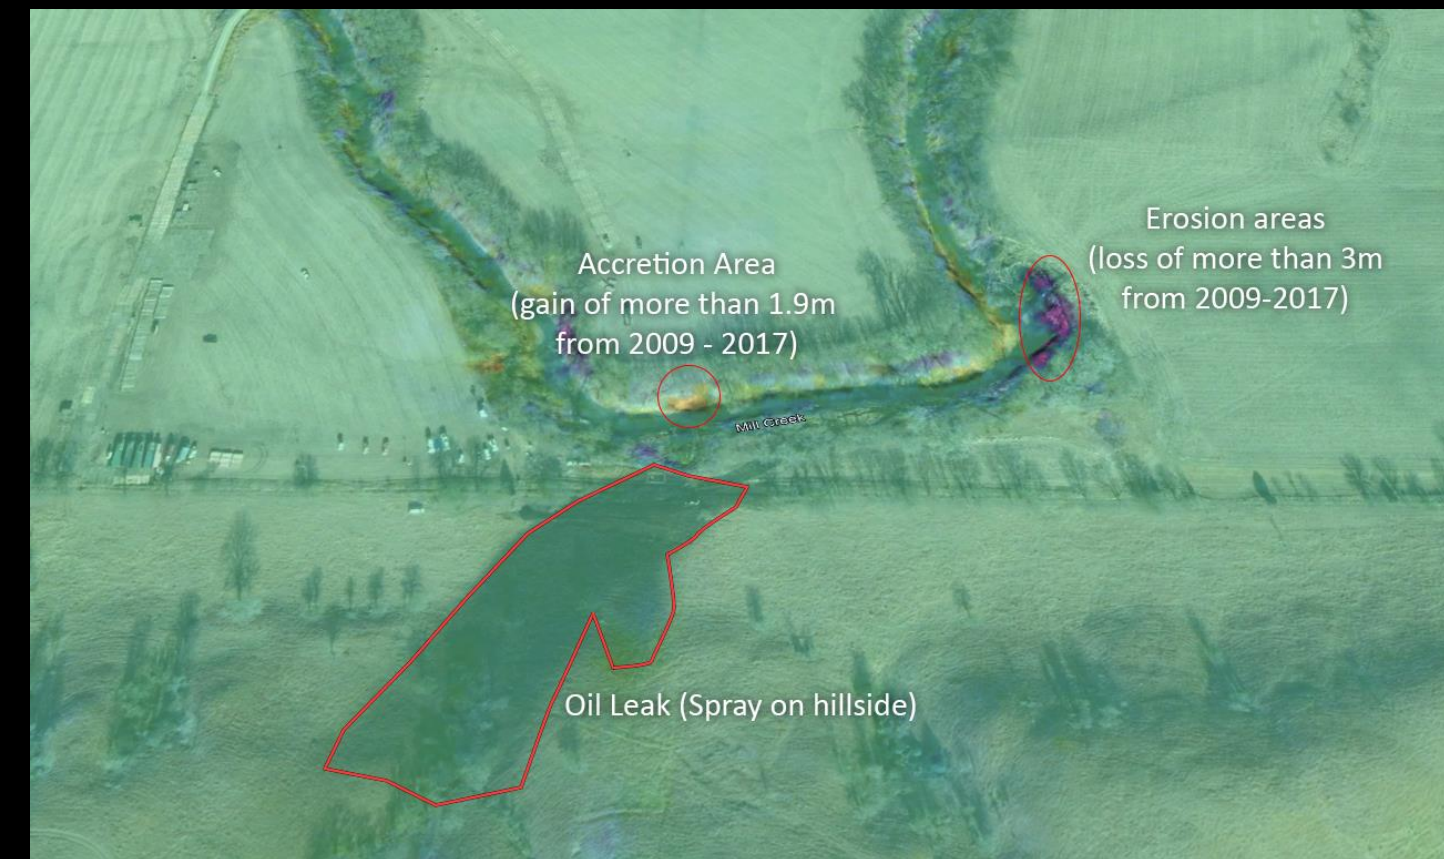 Erosion areas
(loss of more than 3m
from 2009-2017)
Accretion Area
(gain of more than 1.9m
from 2009 - 2017)
Mill Creek
Oil Leak (Spray on hillside)